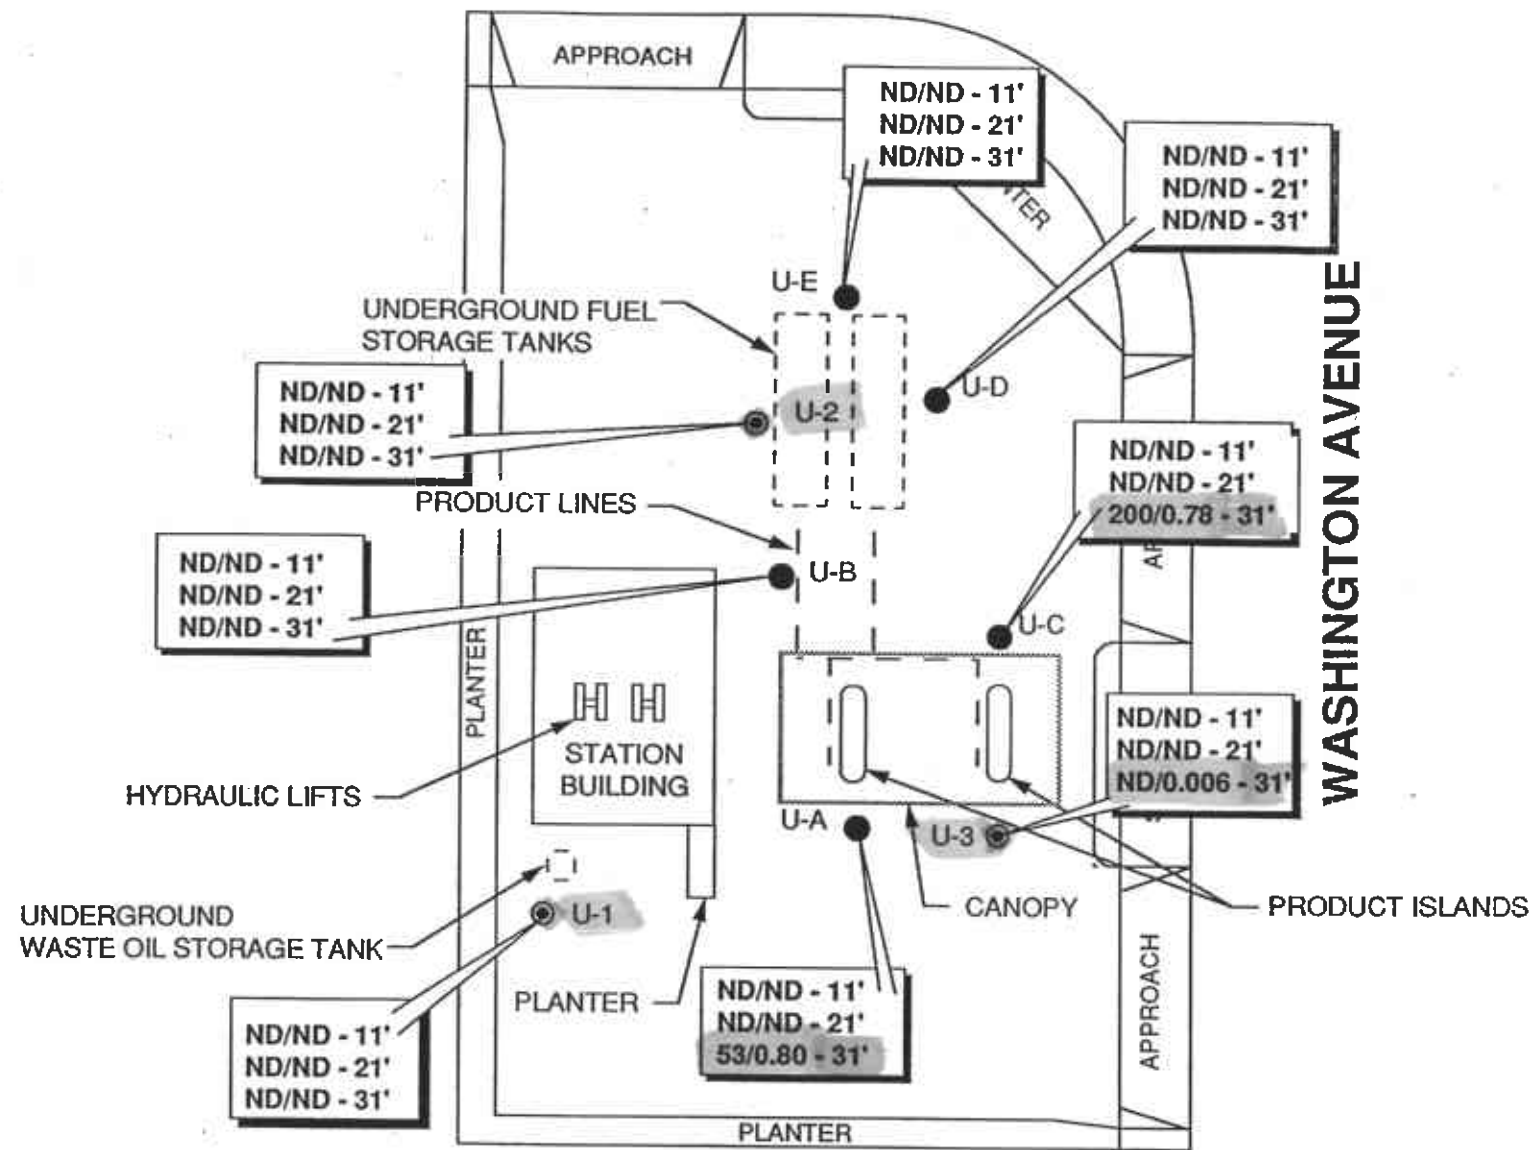 APPROACH
ND/ND - 11'
ND/ND - 21'
ND/ND - 31'
ND/ND - 11'
ND/ND - 21'
ND/ND - 31'
U-E
UNDERGROUND FUEL
STORAGE TANKS
WASHINGTON AVENUE
ND/ND - 11'
ND/ND - 21'
ND/ND - 31'
U-2
U-D
ND/ND - 11'
ND/ND - 21'
200/0.78 - 31'
PRODUCT LINES
ND/ND - 11'
ND/ND - 21'
ND/ND - 31'
U-B
U-C
PLANTER
STATION
BUILDING
HYDRAULIC LIFTS
ND/ND - 11'
ND/ND - 21'
ND/0.006 - 31'
U-A
U-3
UNDERGROUND
WASTE OIL STORAGE TANK
U-1
CANOPY
PRODUCT ISLANDS
PLANTER
ND/ND - 11'
ND/ND - 21'
53/0.80 - 31'
APPROACH
ND/ND - 11'
ND/ND - 21'
ND/ND - 31'
PLANTER